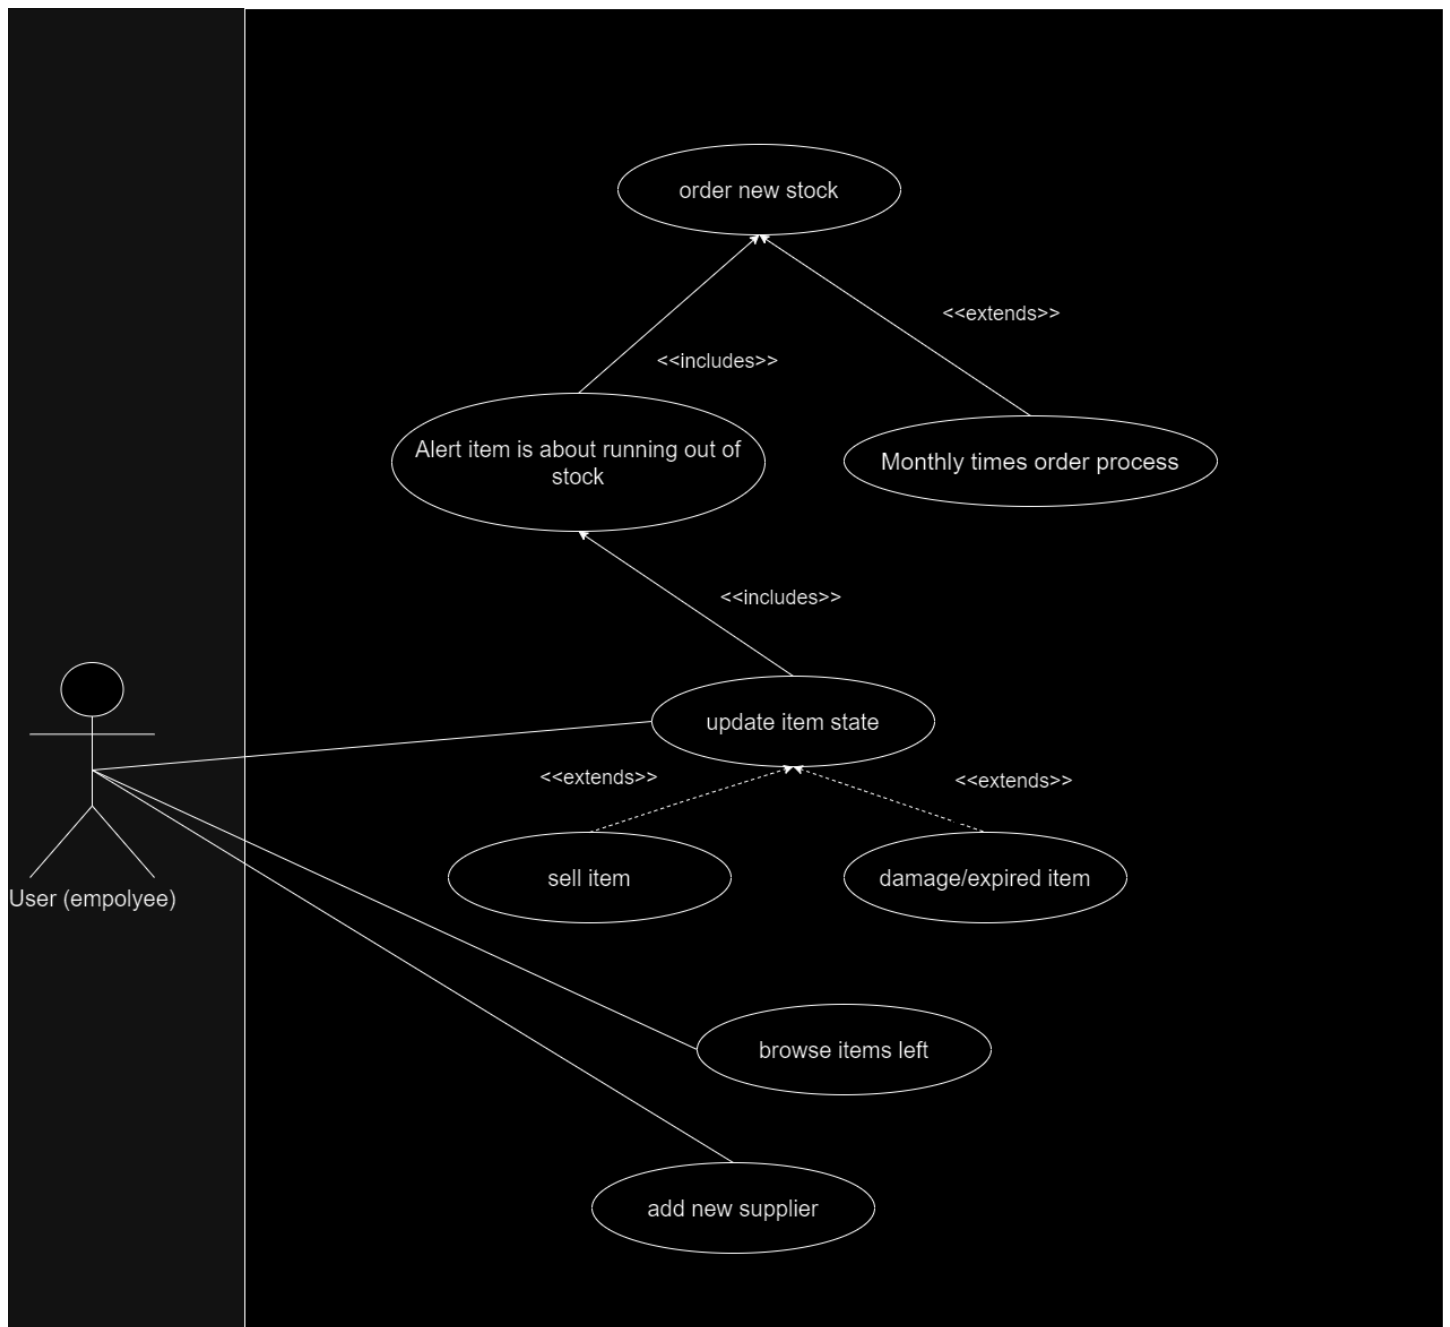 order new stock
<<extends>>
<<includes>>
Alert item is about running out of
stock
Monthly times order process
<<includes>>
update item state
<<extends>>
<<extends>>
sell item
damage/expired item
User (empolyee)
browse items left
add new supplier